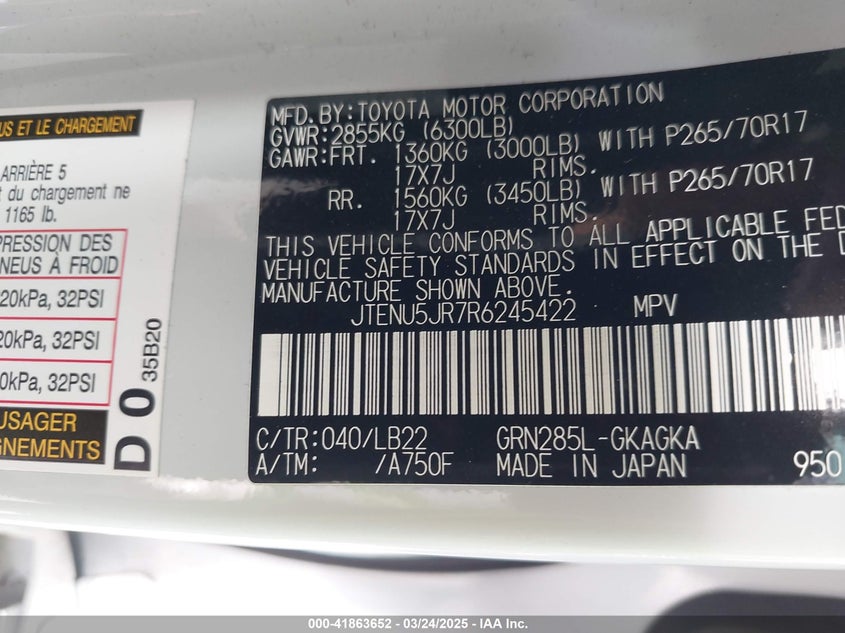 US ET LE CHARGEMENT
ARRIÈRE 5
t du chargement ne
1165 lb.
PRESSION DES
NEUS À FROID
20kPa, 32PSI
20kPa, 32PSI
0kPa, 32PSI
USAGER
GNEMENTS
D 0 35B20
MFD.BY:TOYOTA MOTOR CORPORATION
GVWR:2855KG (6300LB)
GAWR:FRT. 1360KG (3000LB) WITH P265/70R17
17X7J RIMS.
RR. 1560KG (3450LB) WITH P265/70R17
17X7J RIMS.
THIS VEHICLE CONFORMS TO ALL APPLICABLE FED
VEHICLE SAFETY STANDARDS IN EFFECT ON THE D
MANUFACTURE SHOWN ABOVE.
JTENU5JR7R6245422 MPV
C/TR:040/LB22 GRN285L-GKAGKA
A/TM: /A750F MADE IN JAPAN 950
000-41863652 - 03/24/2025 - IAA Inc.